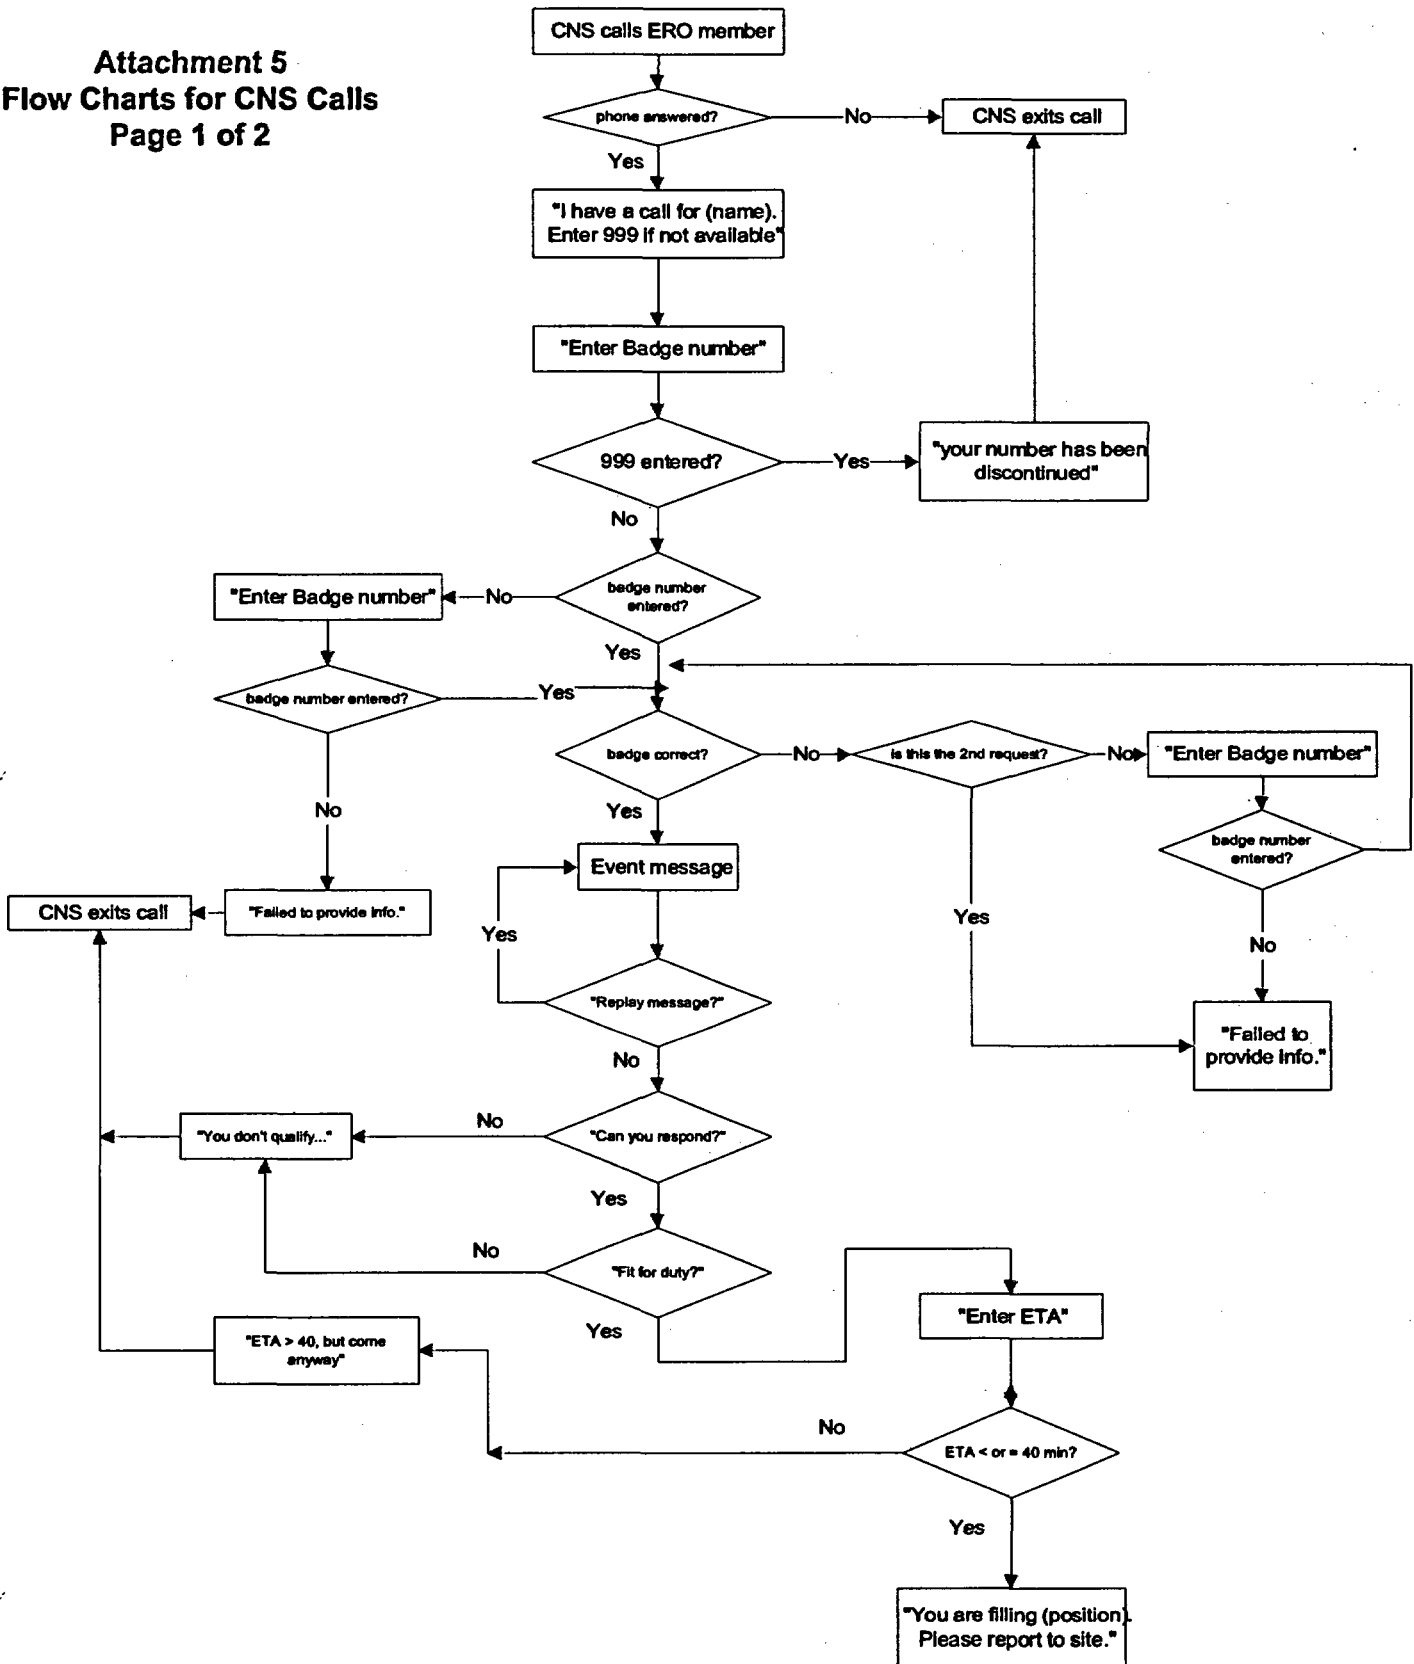 Attachment 5
Flow Charts for CNS Calls
Page 1 of 2
CNS calls ERO member
phone answered?
No
CNS exits call
Yes
"I have a call for (name).
Enter 999 if not available"
"Enter Badge number"
999 entered?
Yes
"your number has been
discontinued"
No
badge number
entered?
No
"Enter Badge number"
Yes
badge number entered?
Yes
badge correct?
No
is this the 2nd request?
No
"Enter Badge number"
Yes
No
badge number
entered?
Event message
"Failed to provide info."
CNS exits call
Yes
Yes
No
"Replay message?"
"Failed to
provide info."
No
"Can you respond?"
No
"You don't qualify..."
Yes
No
"Fit for duty?"
Yes
"Enter ETA"
"ETA > 40, but come
anyway"
No
ETA < or = 40 min?
Yes
"You are filling (position).
Please report to site."